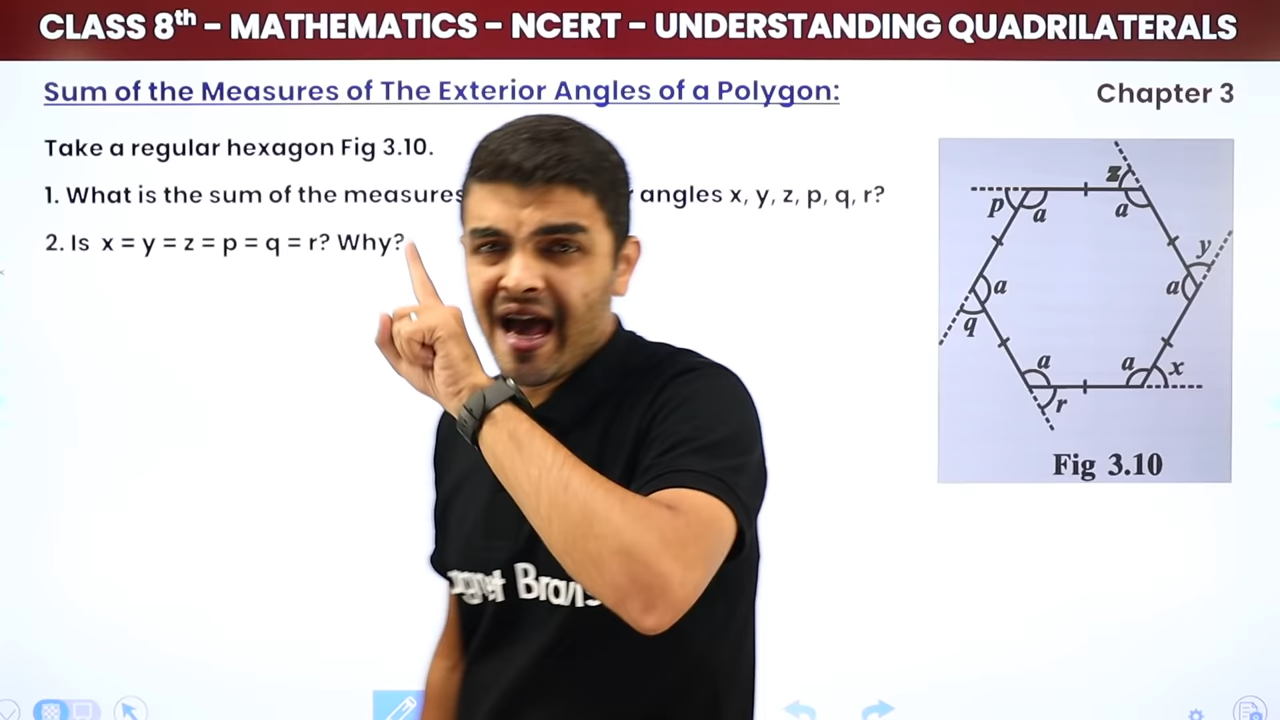 CLASS 8th - MATHEMATICS - NCERT - UNDERSTANDING QUADRILATERALS
Sum of the Measures of The Exterior Angles of a Polygon:
Chapter 3
Take a regular hexagon Fig 3.10.
1. What is the sum of the measures angles x, y, z, p, q, r?
2. Is x = y = z = p = q = r? Why?
z
p a a
y
a a
q
a a x
r
Fig 3.10